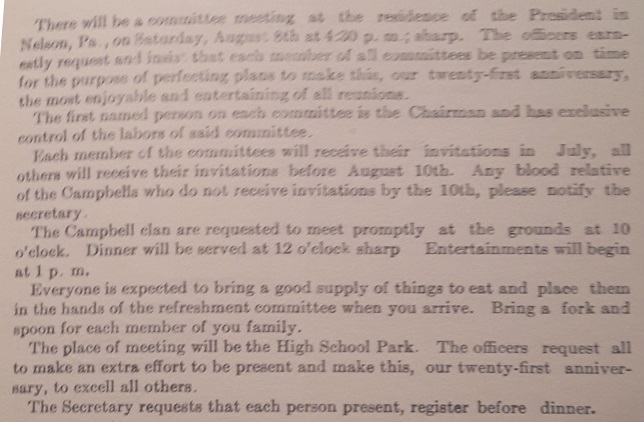 There will be a committee meeting at the residence of the President in
Nelson, Pa., on Saturday, August 8th at 4:30 p. m.; sharp. The officers earn-
estly request and insist that each member of all committees be present on time
for the purpose of perfecting plans to make this, our twenty-first anniversary,
the most enjoyable and entertaining of all reunions.
The first named person on each committee is the Chairman and has exclusive
control of the labors of said committee.
Each member of the committees will receive their invitations in July, all
others will receive their invitations before August 10th. Any blood relative
of the Campbells who do not receive invitations by the 10th, please notify the
secretary.
The Campbell clan are requested to meet promptly at the grounds at 10
o'clock. Dinner will be served at 12 o'clock sharp Entertainments will begin
at 1 p. m.
Everyone is expected to bring a good supply of things to eat and place them
in the hands of the refreshment committee when you arrive. Bring a fork and
spoon for each member of you family.
The place of meeting will be the High School Park. The officers request all
to make an extra effort to be present and make this, our twenty-first anniver-
sary, to excell all others.
The Secretary requests that each person present, register before dinner.